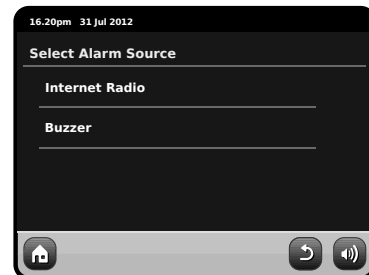 16.20pm 31 Jul 2012
Select Alarm Source
Internet Radio
Buzzer